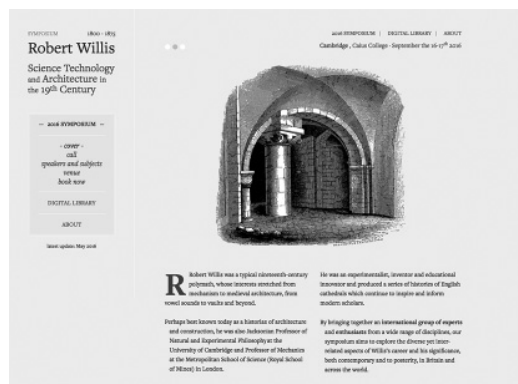 SYMPOSIUM 1800 - 1875
Robert Willis
Science Technology
and Architecture in
the 19th Century
— 2016 SYMPOSIUM —
- cover -
call
speakers and subjects
venue
book now
DIGITAL LIBRARY
ABOUT
latest update: May 2016
2016 SYMPOSIUM | DIGITAL LIBRARY | ABOUT
Cambridge , Caius College - September the 16-17th 2016
Robert Willis was a typical nineteenth-century
polymath, whose interests stretched from
mechanism to medieval architecture, from
vowel sounds to vaults and beyond.
Perhaps best known today as a historian of architecture
and construction, he was also Jacksonian Professor of
Natural and Experimental Philosophy at the
University of Cambridge and Professor of Mechanics
at the Metropolitan School of Science (Royal School
of Mines) in London.
He was an experimentalist, inventor and educational
innovator and produced a series of histories of English
cathedrals which continue to inspire and inform
modern scholars.
By bringing together an international group of experts
and enthusiasts from a wide range of disciplines, our
symposium aims to explore the diverse yet inter-
related aspects of Willis's career and his significance,
both contemporary and to posterity, in Britain and
across the world.